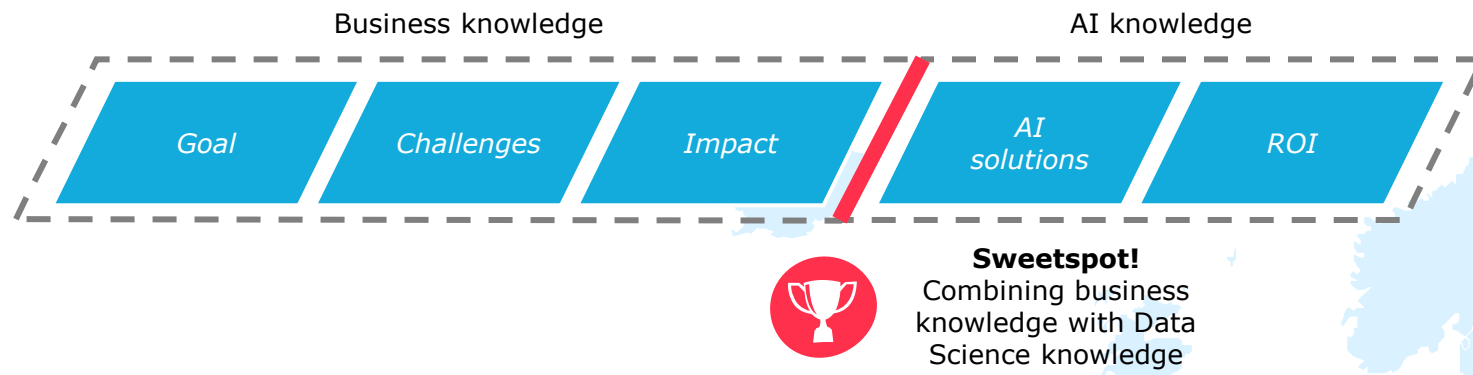 Business knowledge
AI knowledge
Goal
Challenges
Impact
AI
solutions
ROI
Sweetspot!
Combining business
knowledge with Data
Science knowledge